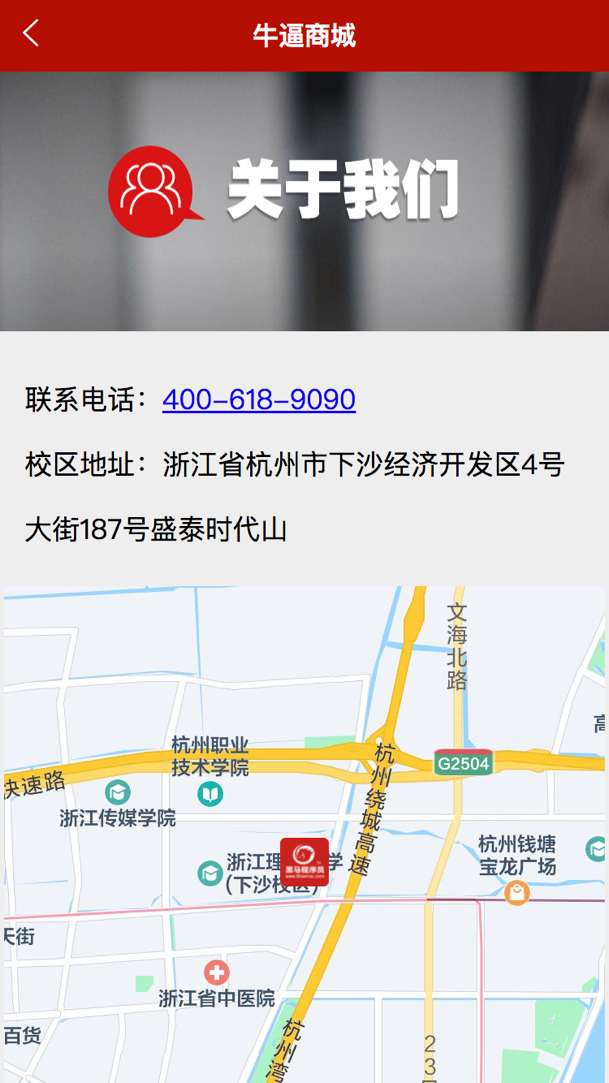 牛逼商城
关于我们
联系电话：400-618-9090
校区地址：浙江省杭州市下沙经济开发区4号
大街187号盛泰时代山
文海北路
高
杭州职业
技术学院
杭州绕城高速
G2504
快速路
浙江传媒学院
杭州钱塘
宝龙广场
浙江理
学
(下沙校区)
黑马程序员
www.itheima.com
天街
浙江省中医院
杭州湾
百货
23